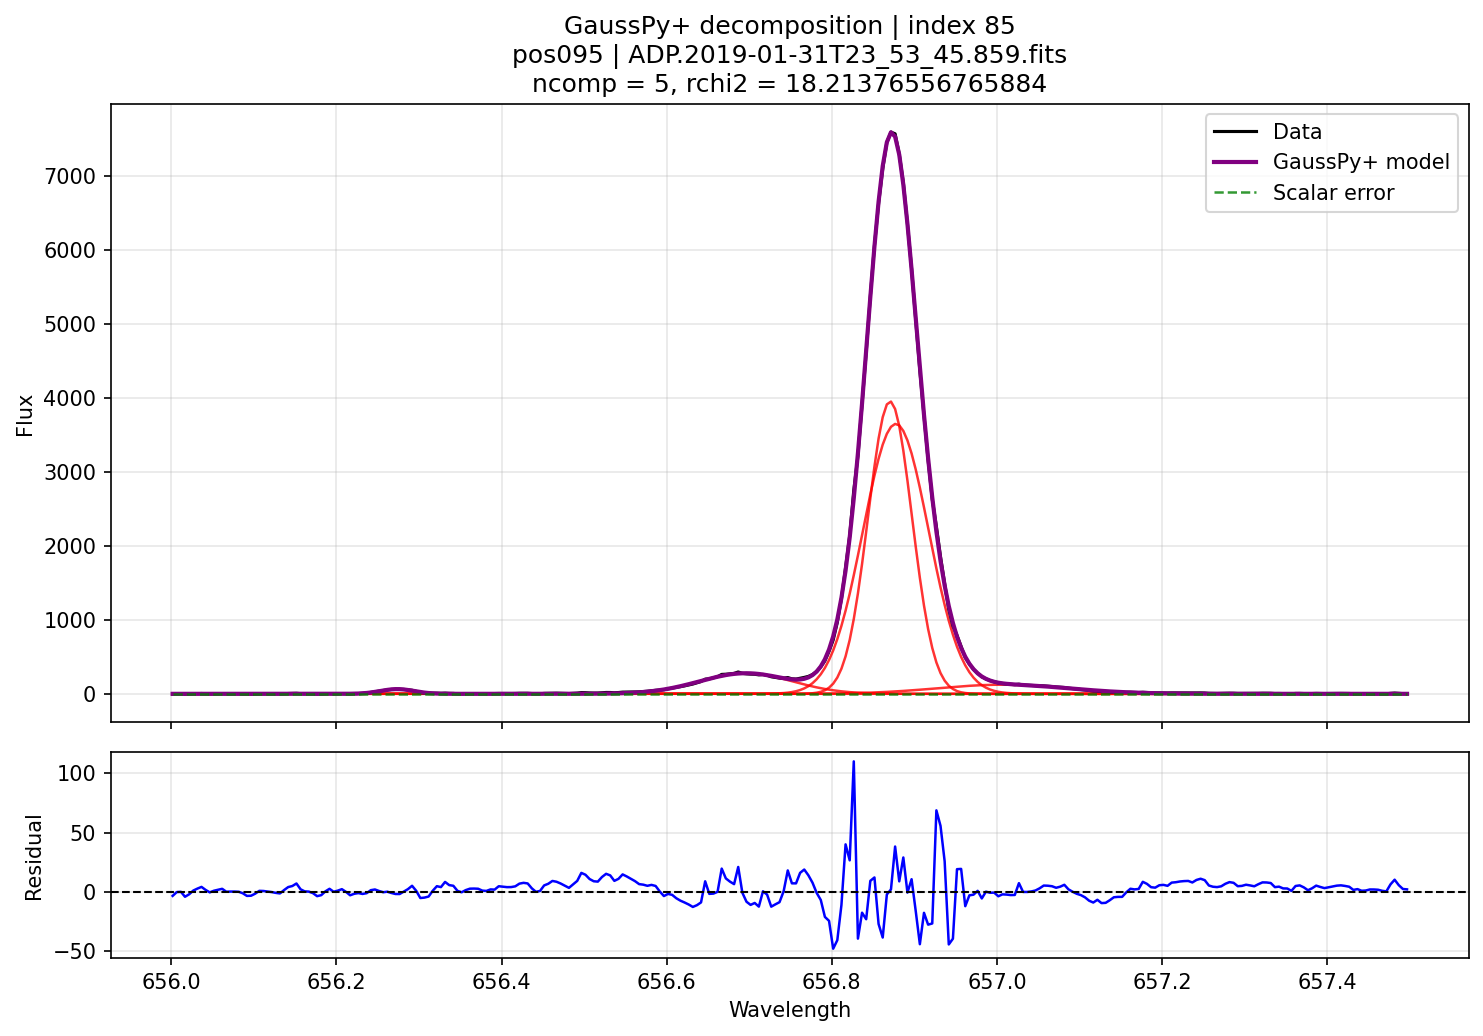 GaussPy+ decomposition | index 85
pos095 | ADP.2019-01-31T23_53_45.859.fits
ncomp = 5, rchi2 = 18.21376556765884
Data
GaussPy+ model
Scalar error
Flux
7000
6000
5000
4000
3000
2000
1000
0
Residual
100
50
0
−50
656.0 656.2 656.4 656.6 656.8 657.0 657.2 657.4
Wavelength